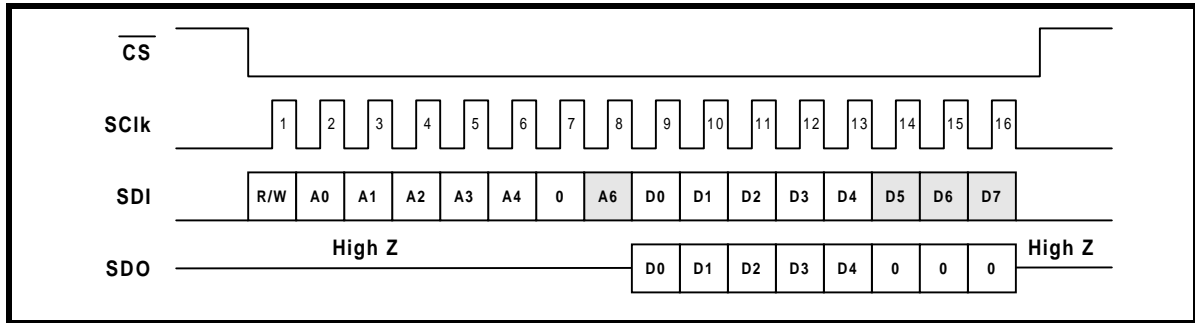 CS
SClk 1 2 3 4 5 6 7 8 9 10 11 12 13 14 15 16
SDI R/W A0 A1 A2 A3 A4 0 A6 D0 D1 D2 D3 D4 D5 D6 D7
High Z High Z
SDO D0 D1 D2 D3 D4 0 0 0